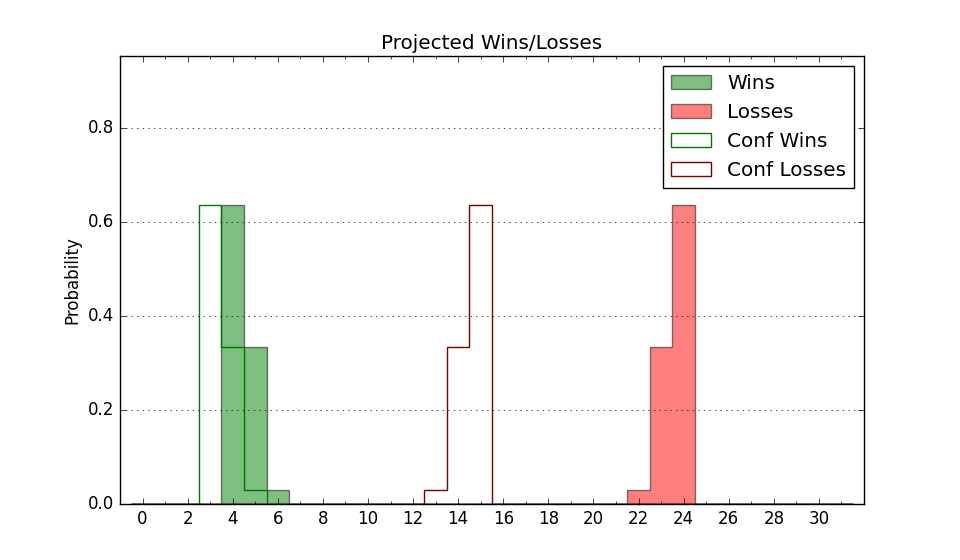 Projected Wins/Losses
Wins
Losses
Conf Wins
Conf Losses
Probability
0.8
0.6
0.4
0.2
0.0
0 2 4 6 8 10 12 14 16 18 20 22 24 26 28 30